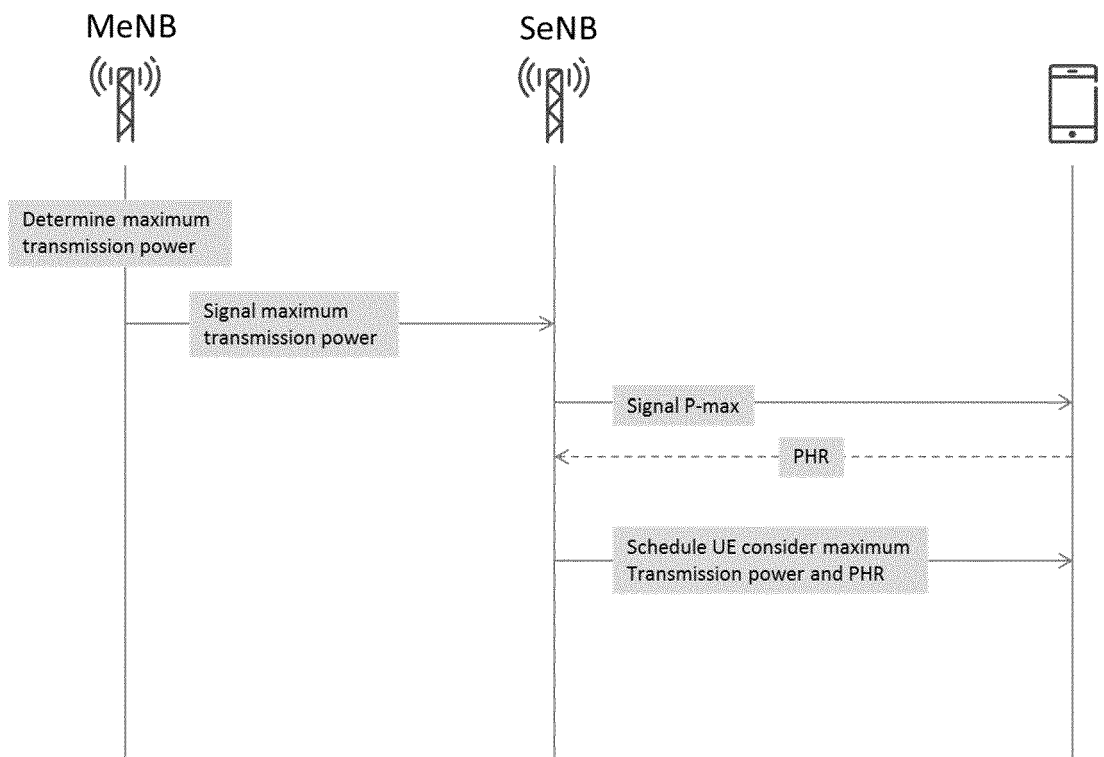 MeNB
SeNB
Determine maximum
transmission power
Signal maximum
transmission power
Signal P-max
PHR
Schedule UE consider maximum
Transmission power and PHR